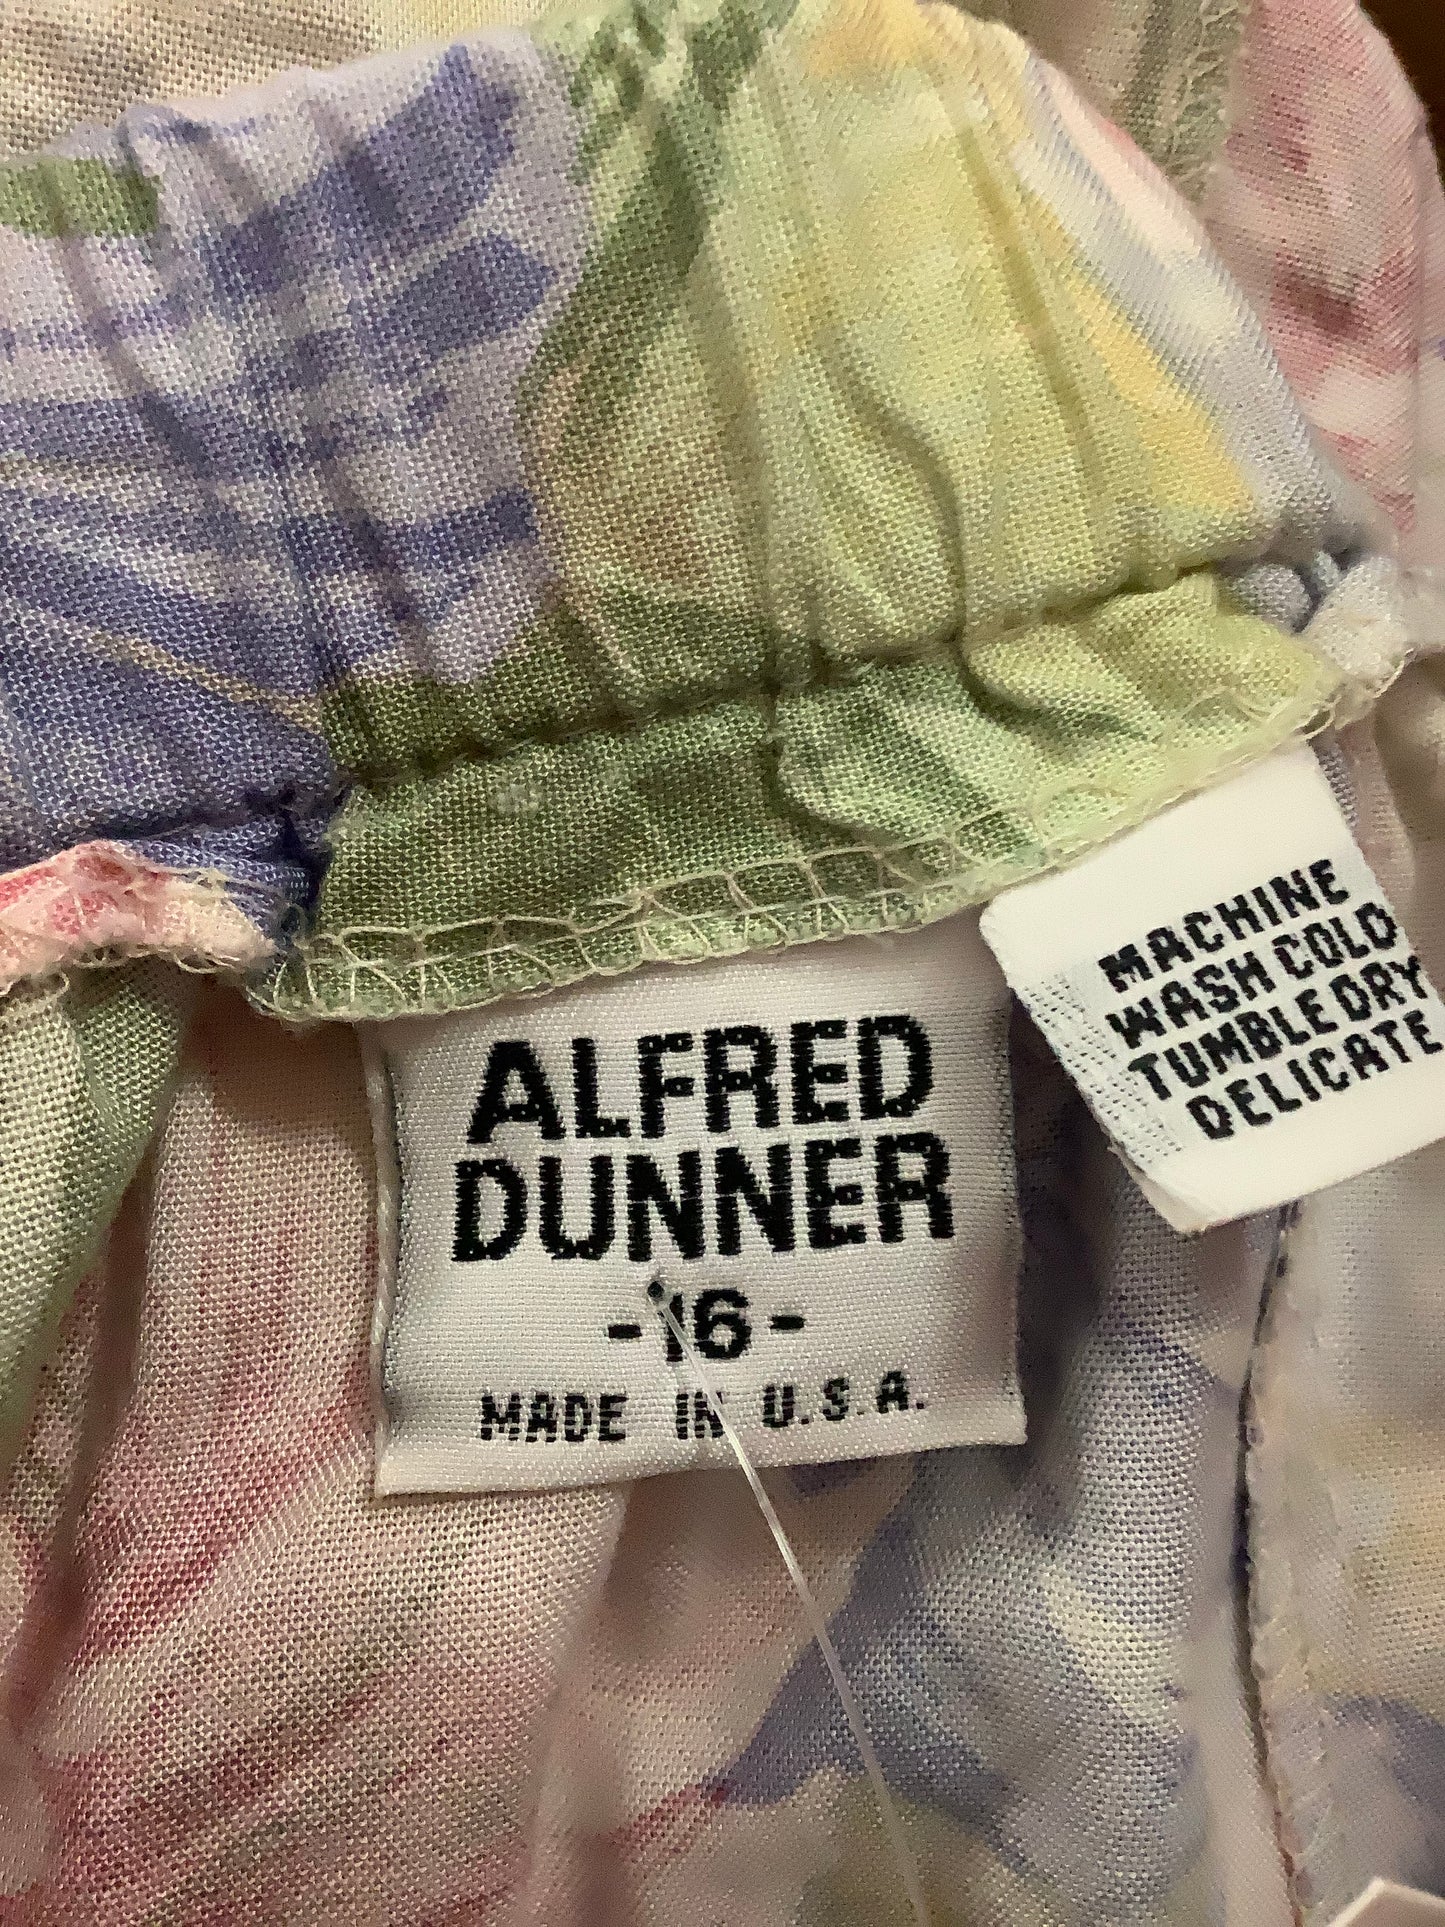 ALFRED
DUNNER
-16-
MADE IN U.S.A.
MACHINE
WASH COLD
TUMBLE DRY
DELICATE